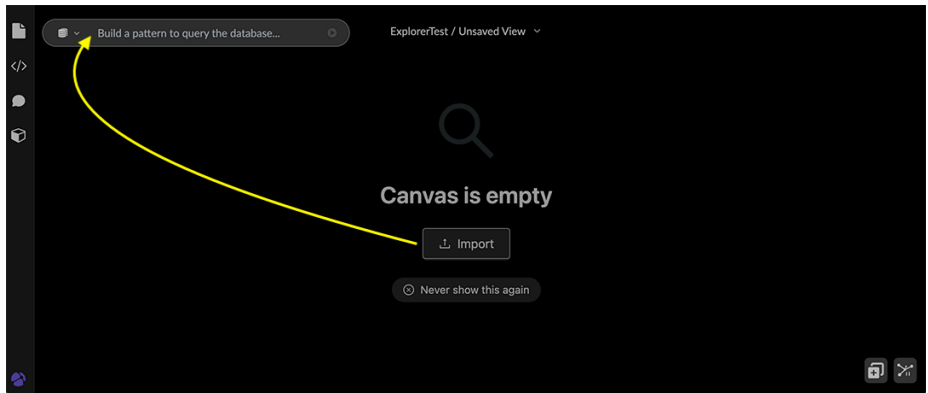 Build a pattern to query the database...
ExplorerTest / Unsaved View
Canvas is empty
Import
Never show this again